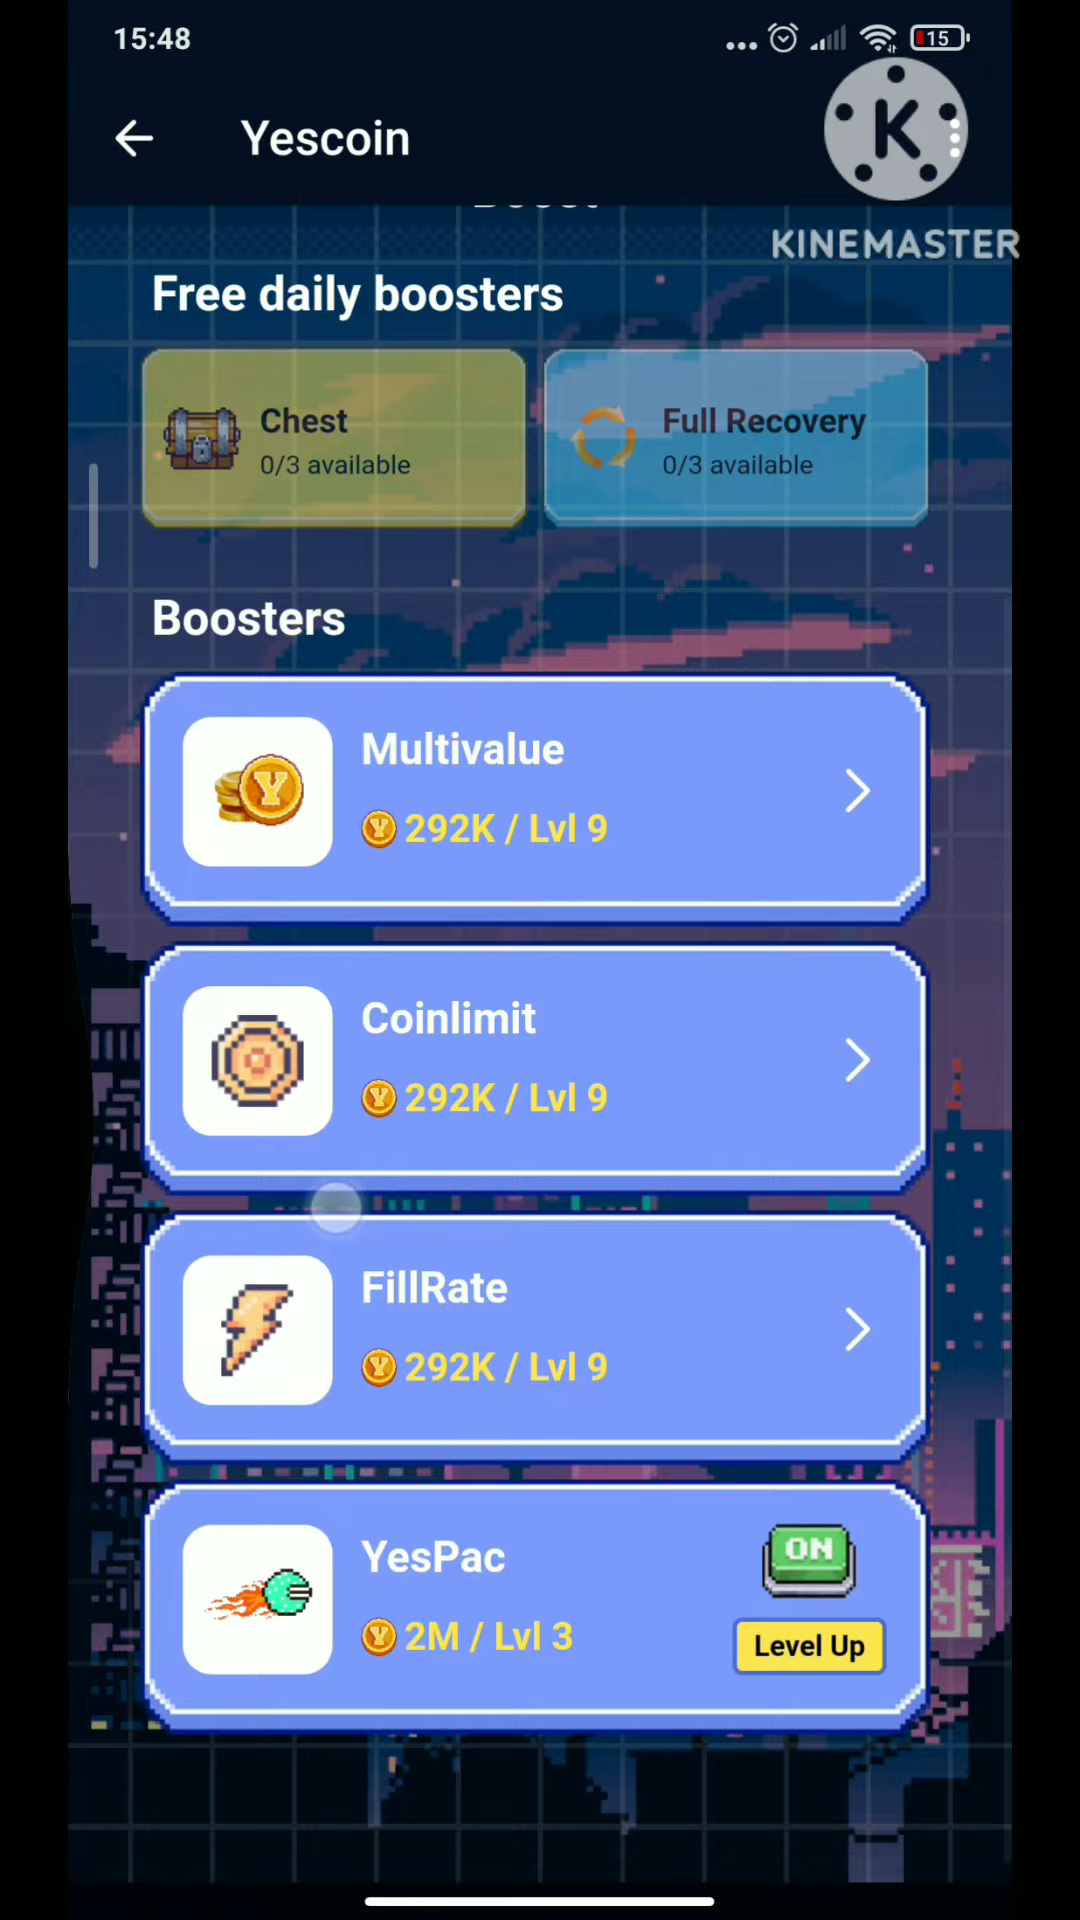 15:48
15
Yescoin
K
KINEMASTER
Free daily boosters
Chest
0/3 available
Full Recovery
0/3 available
Boosters
Multivalue
292K / Lvl 9
Coinlimit
292K / Lvl 9
FillRate
292K / Lvl 9
YesPac
ON
2M / Lvl 3
Level Up